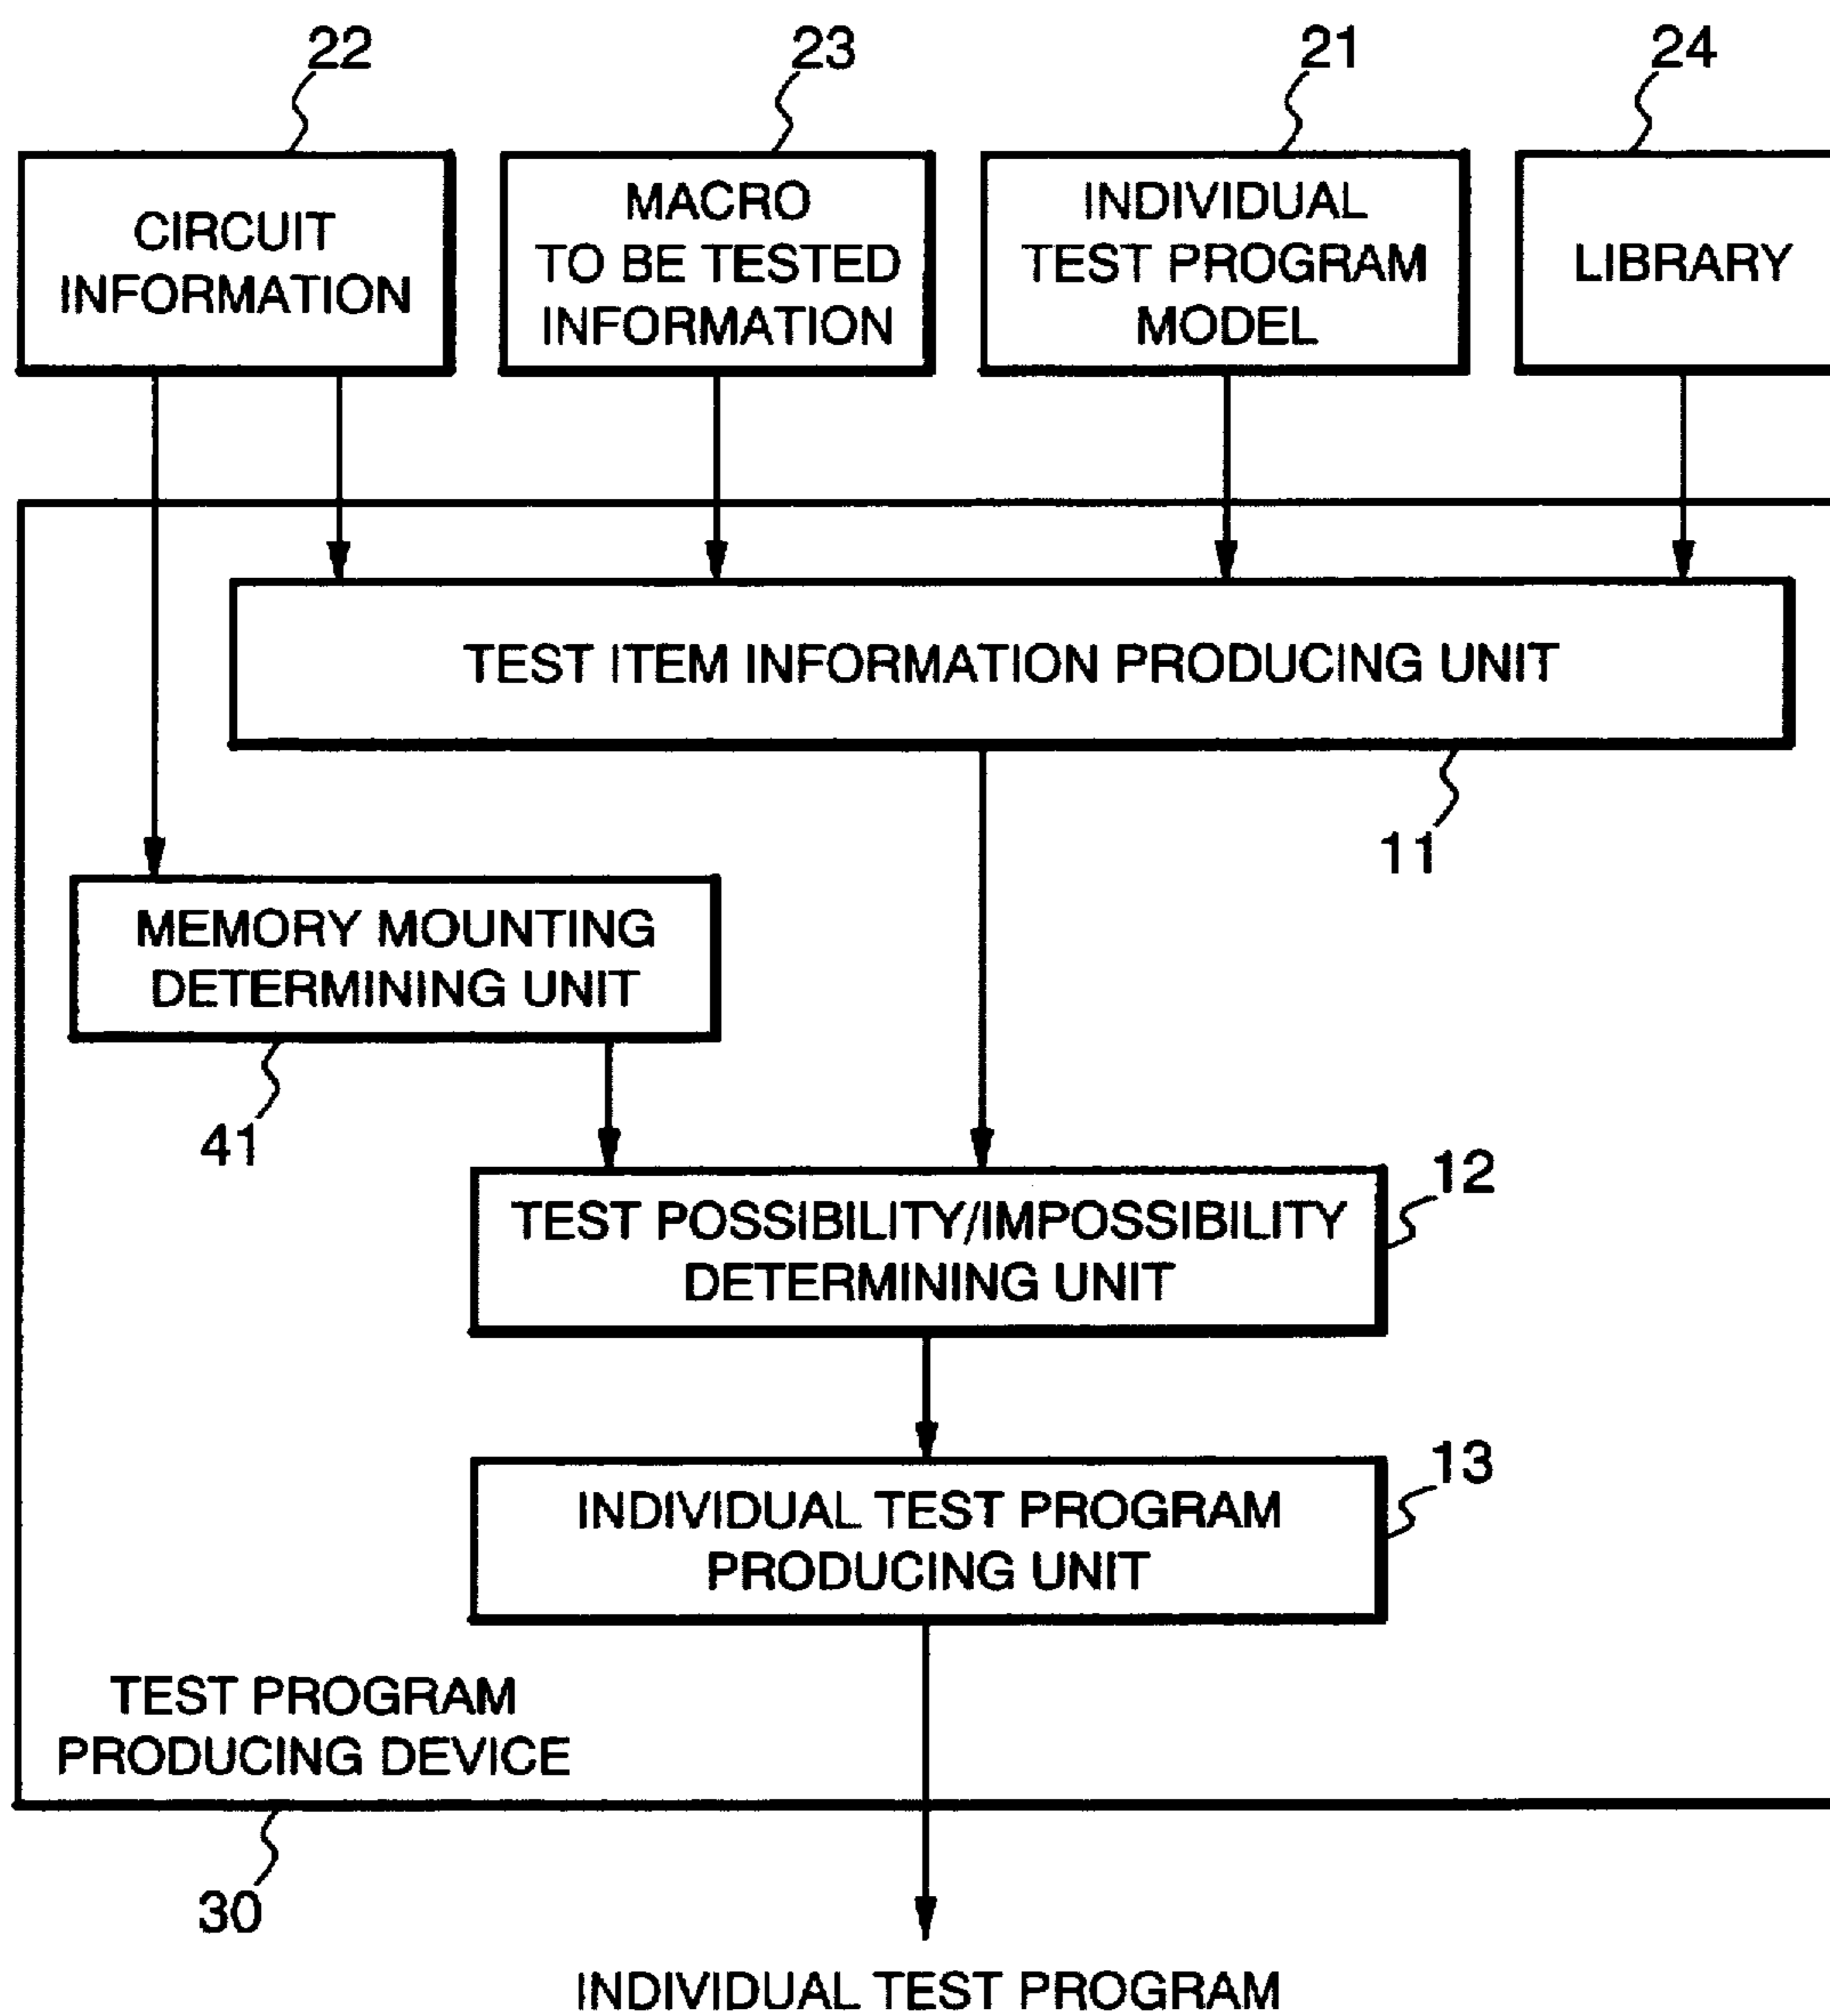 22
23
21
24
CIRCUIT
INFORMATION
MACRO
TO BE TESTED
INFORMATION
INDIVIDUAL
TEST PROGRAM
MODEL
LIBRARY
TEST ITEM INFORMATION PRODUCING UNIT
11
MEMORY MOUNTING
DETERMINING UNIT
41
12
TEST POSSIBILITY/IMPOSSIBILITY
DETERMINING UNIT
13
INDIVIDUAL TEST PROGRAM
PRODUCING UNIT
TEST PROGRAM
PRODUCING DEVICE
30
INDIVIDUAL TEST PROGRAM